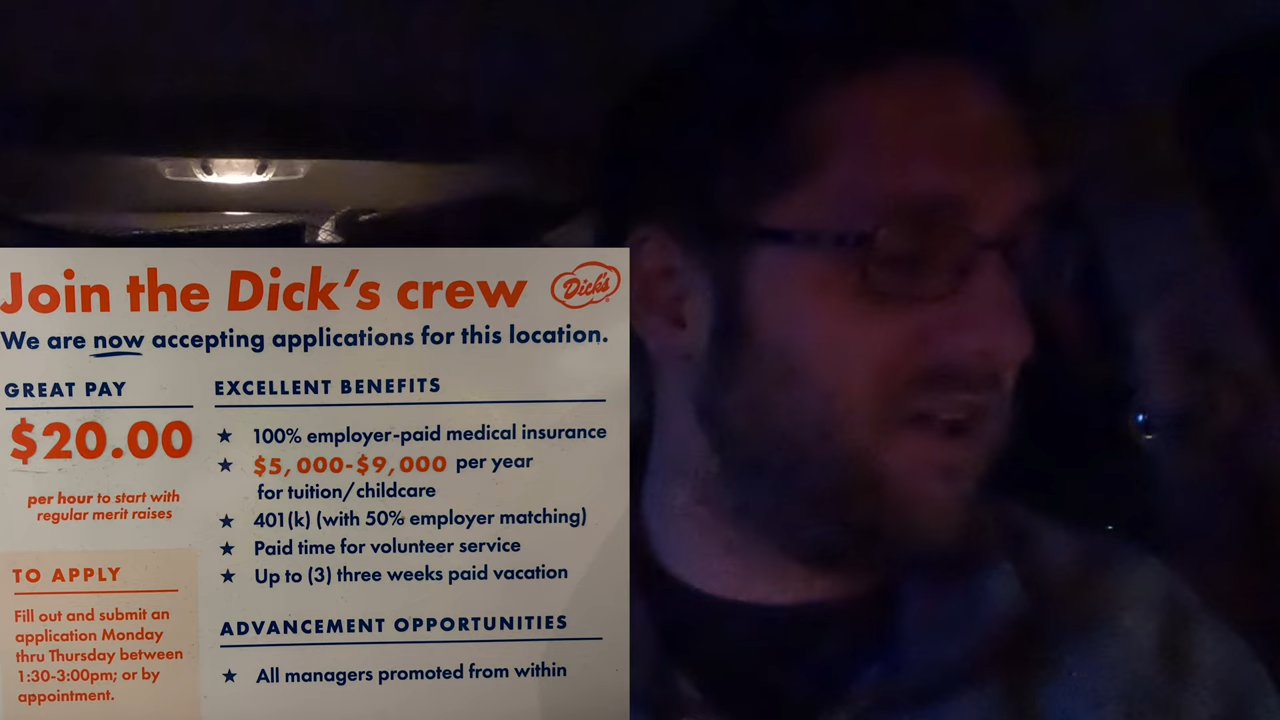 Join the Dick's crew
Dick's
We are now accepting applications for this location.
GREAT PAY
$20.00
per hour to start with
regular merit raises
TO APPLY
Fill out and submit an
application Monday
thru Thursday between
1:30-3:00pm; or by
appointment.
EXCELLENT BENEFITS
★ 100% employer-paid medical insurance
★ $5,000-$9,000 per year
for tuition/childcare
★ 401(k) (with 50% employer matching)
★ Paid time for volunteer service
★ Up to (3) three weeks paid vacation
ADVANCEMENT OPPORTUNITIES
★ All managers promoted from within